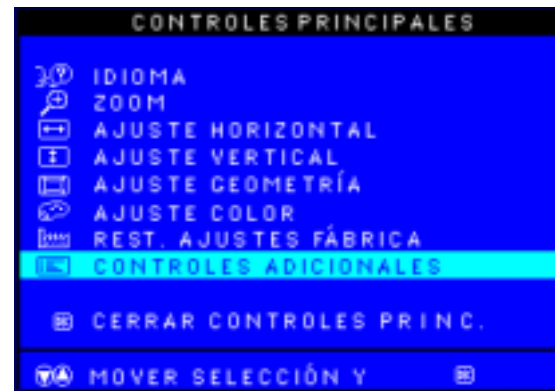 CONTROLES PRINCIPALES
IDIOMA
ZOOM
AJUSTE HORIZONTAL
AJUSTE VERTICAL
AJUSTE GEOMETRÍA
AJUSTE COLOR
REST. AJUSTES FÁBRICA
CONTROLES ADICIONALES
CERRAR CONTROLES PRINC.
MOVER SELECCIÓN Y